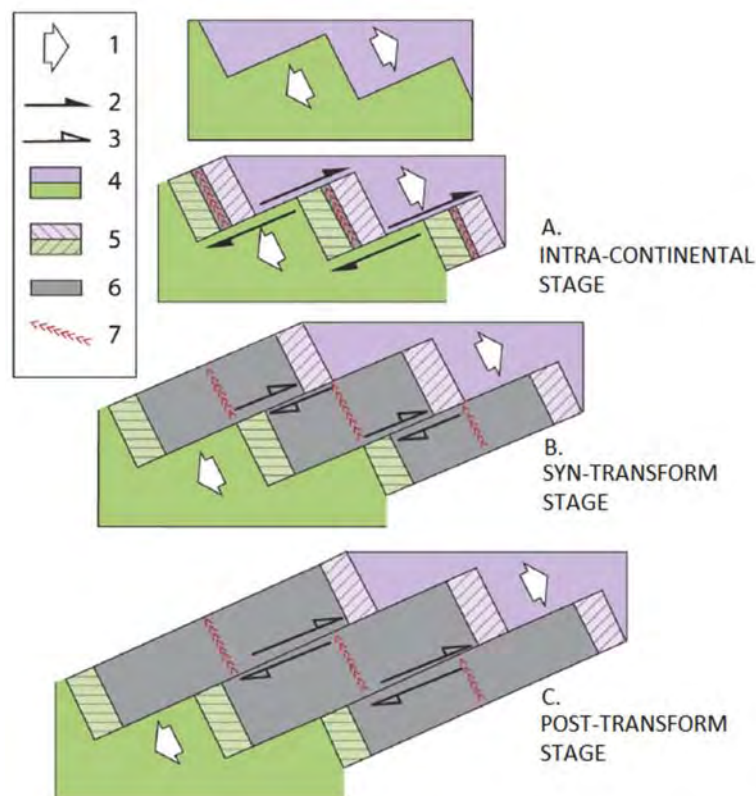 1
2
3
4
5
6
7
A.
INTRA-CONTINENTAL
STAGE
B.
SYN-TRANSFORM
STAGE
C.
POST-TRANSFORM
STAGE